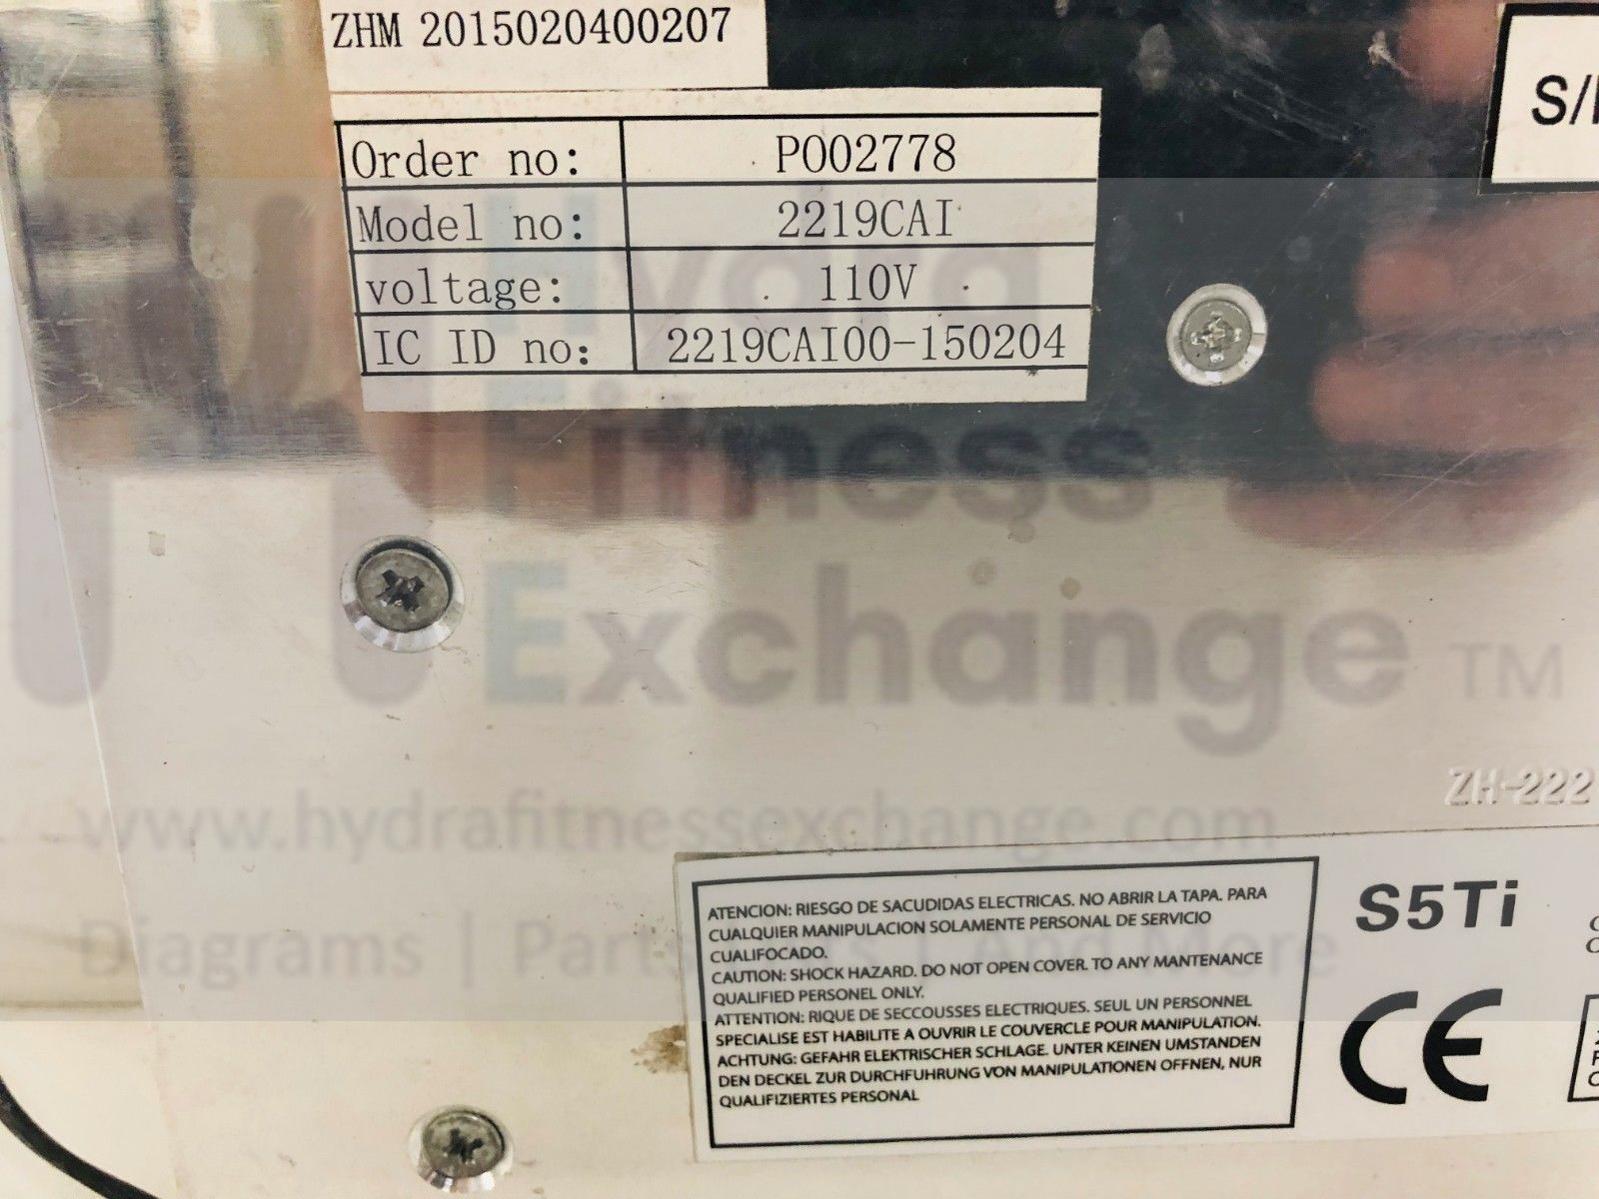 ZHM 2015020400207
S/
Order no: PO02778
Model no: 2219CAI
voltage: 110V
IC ID no: 2219CAI00-150204
Hydra
Fitness
Exchange TM
ZH-222
www.hydrafitnessexchange.com
Diagrams | Parts And More
ATENCION: RIESGO DE SACUDIDAS ELECTRICAS. NO ABRIR LA TAPA. PARA
CUALQUIER MANIPULACION SOLAMENTE PERSONAL DE SERVICIO
CUALIFOCADO.
CAUTION: SHOCK HAZARD. DO NOT OPEN COVER. TO ANY MANTENANCE
QUALIFIED PERSONEL ONLY.
ATTENTION: RIQUE DE SECCOUSSES ELECTRIQUES. SEUL UN PERSONNEL
SPECIALISE EST HABILITE A OUVRIR LE COUVERCLE POUR MANIPULATION.
ACHTUNG: GEFAHR ELEKTRISCHER SCHLAGE. UNTER KEINEN UMSTANDEN
DEN DECKEL ZUR DURCHFUHRUNG VON MANIPULATIONEN OFFNEN, NUR
QUALIFIZIERTES PERSONAL
S5Ti
CE